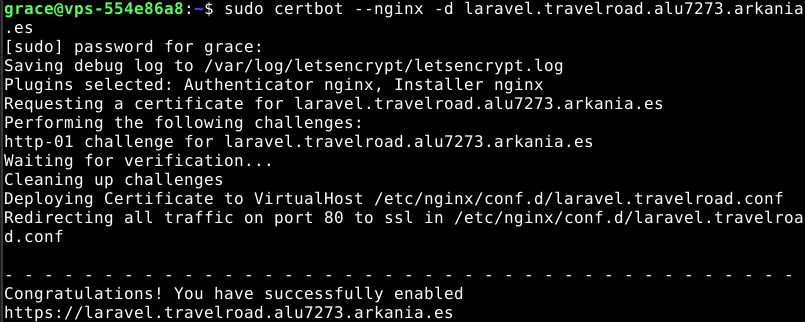 grace@vps-554e86a8:~$ sudo certbot --nginx -d laravel.travelroad.alu7273.arkania
.es
[sudo] password for grace:
Saving debug log to /var/log/letsencrypt/letsencrypt.log
Plugins selected: Authenticator nginx, Installer nginx
Requesting a certificate for laravel.travelroad.alu7273.arkania.es
Performing the following challenges:
http-01 challenge for laravel.travelroad.alu7273.arkania.es
Waiting for verification...
Cleaning up challenges
Deploying Certificate to VirtualHost /etc/nginx/conf.d/laravel.travelroad.conf
Redirecting all traffic on port 80 to ssl in /etc/nginx/conf.d/laravel.travelroa
d.conf
- - - - - - - - - - - - - - - - - - - - - - - - - - - - - - - - - - - - - - - -
Congratulations! You have successfully enabled
https://laravel.travelroad.alu7273.arkania.es